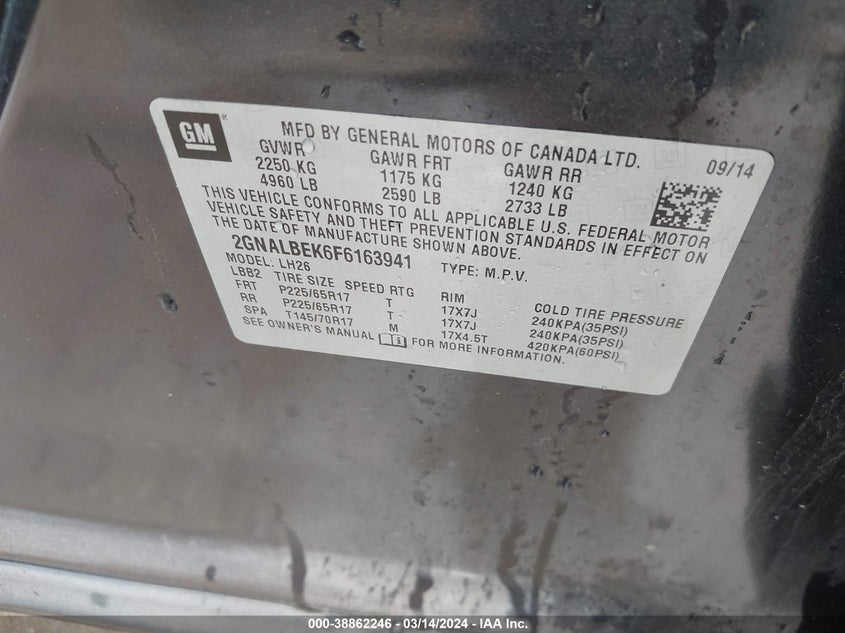 GM®
MFD BY GENERAL MOTORS OF CANADA LTD.
09/14
GVWR GAWR FRT GAWR RR
2250 KG 1175 KG 1240 KG
4960 LB 2590 LB 2733 LB
THIS VEHICLE CONFORMS TO ALL APPLICABLE U.S. FEDERAL MOTOR
VEHICLE SAFETY AND THEFT PREVENTION STANDARDS IN EFFECT ON
THE DATE OF MANUFACTURE SHOWN ABOVE.
2GNALBEK6F6163941 TYPE: M.P.V.
MODEL: LH26
LBB2 TIRE SIZE SPEED RTG RIM COLD TIRE PRESSURE
FRT P225/65R17 T 17X7J 240KPA(35PSI)
RR P225/65R17 T 17X7J 240KPA(35PSI)
SPA T145/70R17 M 17X4.5T 420KPA(60PSI)
SEE OWNER'S MANUAL FOR MORE INFORMATION.
000-38862246 - 03/14/2024 - IAA Inc.